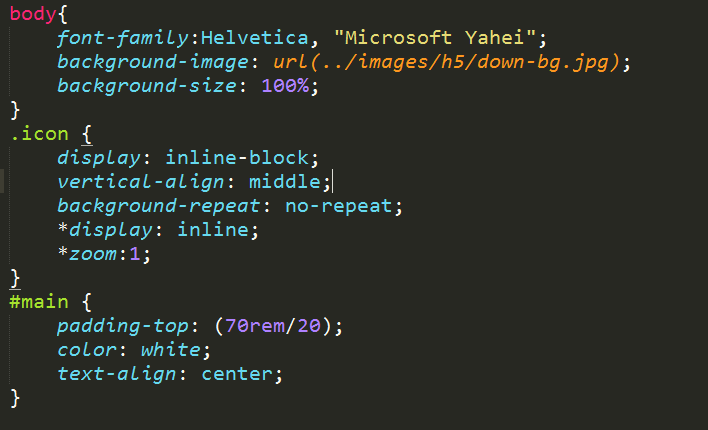 body{
font-family:Helvetica, "Microsoft Yahei";
background-image: url(../images/h5/down-bg.jpg);
background-size: 100%;
}
.icon {
display: inline-block;
vertical-align: middle;
background-repeat: no-repeat;
*display: inline;
*zoom:1;
}
#main {
padding-top: (70rem/20);
color: white;
text-align: center;
}